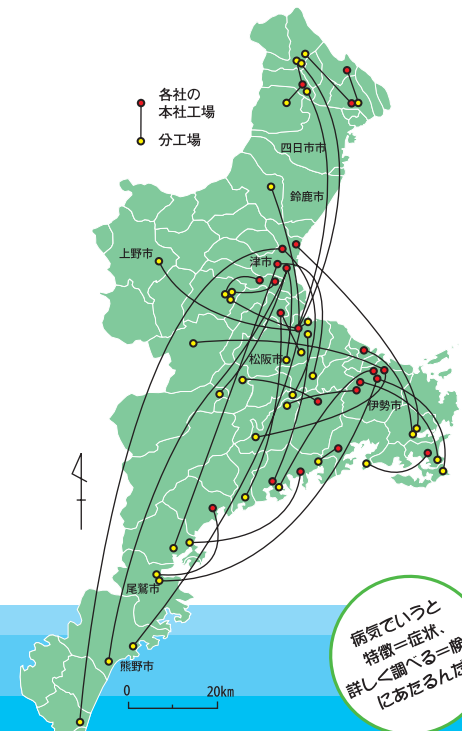 各社の
本社工場
分工場
四日市市
鈴鹿市
上野市
津市
松阪市
伊勢市
尾鷲市
熊野市
0 20km
病気でいうと
特徴=症状、
詳しく調べる=検
にあたるんだ